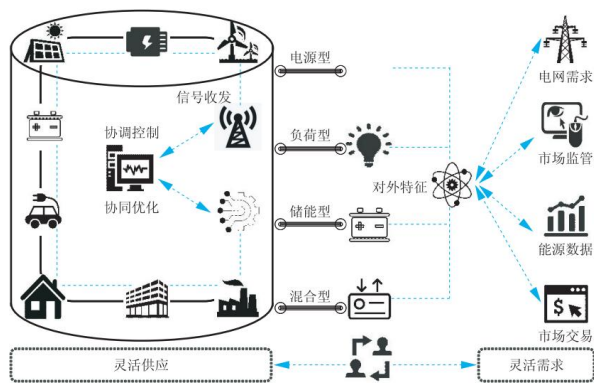 电源型
电网需求
信号收发
协调控制
负荷型
市场监管
对外特征
协同优化
储能型
能源数据
混合型
市场交易
灵活供应
灵活需求